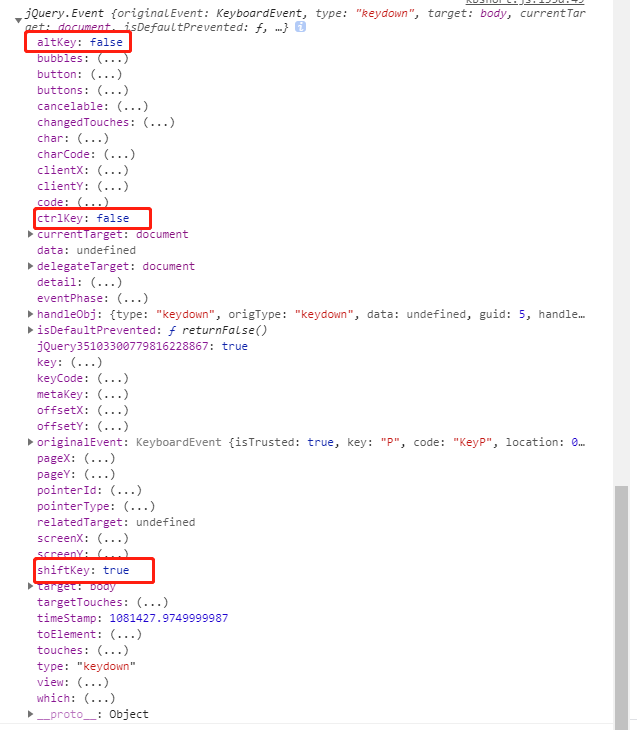 jQuery.Event {originalEvent: KeyboardEvent, type: "keydown", target: body, currentTar
get: document, isDefaultPrevented: ƒ, …}
altKey: false
bubbles: (...)
button: (...)
buttons: (...)
cancelable: (...)
changedTouches: (...)
char: (...)
charCode: (...)
clientX: (...)
clientY: (...)
code: (...)
ctrlKey: false
currentTarget: document
data: undefined
delegateTarget: document
detail: (...)
eventPhase: (...)
handleObj: {type: "keydown", origType: "keydown", data: undefined, guid: 5, handle…
isDefaultPrevented: ƒ returnFalse()
jQuery35103300779816228867: true
key: (...)
keyCode: (...)
metaKey: (...)
offsetX: (...)
offsetY: (...)
originalEvent: KeyboardEvent {isTrusted: true, key: "P", code: "KeyP", location: 0…
pageX: (...)
pageY: (...)
pointerId: (...)
pointerType: (...)
relatedTarget: undefined
screenX: (...)
screenY: (...)
shiftKey: true
target: body
targetTouches: (...)
timeStamp: 1081427.9749999987
toElement: (...)
touches: (...)
type: "keydown"
view: (...)
which: (...)
__proto__: Object